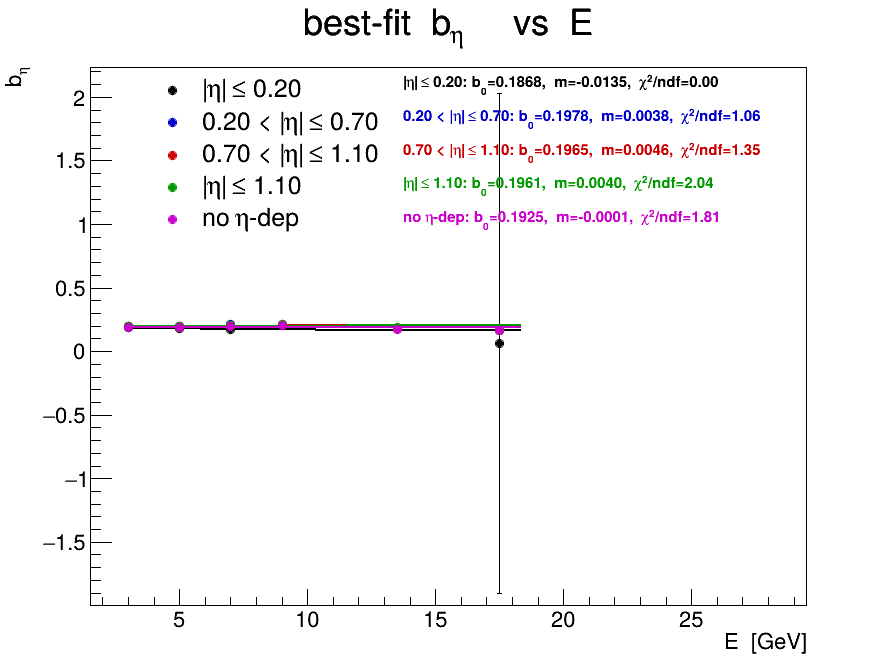 best-fit b_η vs E
b_η
|η| ≤ 0.20
0.20 < |η| ≤ 0.70
0.70 < |η| ≤ 1.10
|η| ≤ 1.10
no η-dep
|η| ≤ 0.20: b_0=0.1868, m=-0.0135, χ²/ndf=0.00
0.20 < |η| ≤ 0.70: b_0=0.1978, m=0.0038, χ²/ndf=1.06
0.70 < |η| ≤ 1.10: b_0=0.1965, m=0.0046, χ²/ndf=1.35
|η| ≤ 1.10: b_0=0.1961, m=0.0040, χ²/ndf=2.04
no η-dep: b_0=0.1925, m=-0.0001, χ²/ndf=1.81
2
1.5
1
0.5
0
−0.5
−1
−1.5
5 10 15 20 25
E [GeV]